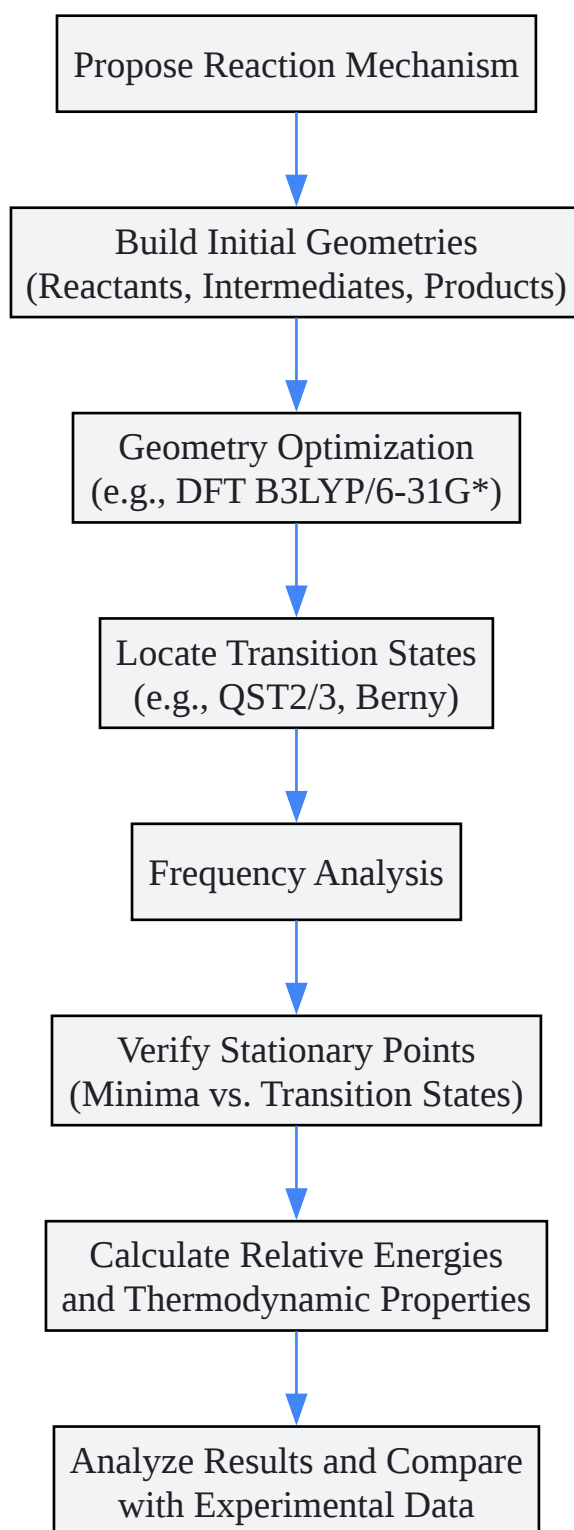 Propose Reaction Mechanism
Build Initial Geometries
(Reactants, Intermediates, Products)
Geometry Optimization
(e.g., DFT B3LYP/6-31G*)
Locate Transition States
(e.g., QST2/3, Berny)
Frequency Analysis
Verify Stationary Points
(Minima vs. Transition States)
Calculate Relative Energies
and Thermodynamic Properties
Analyze Results and Compare
with Experimental Data